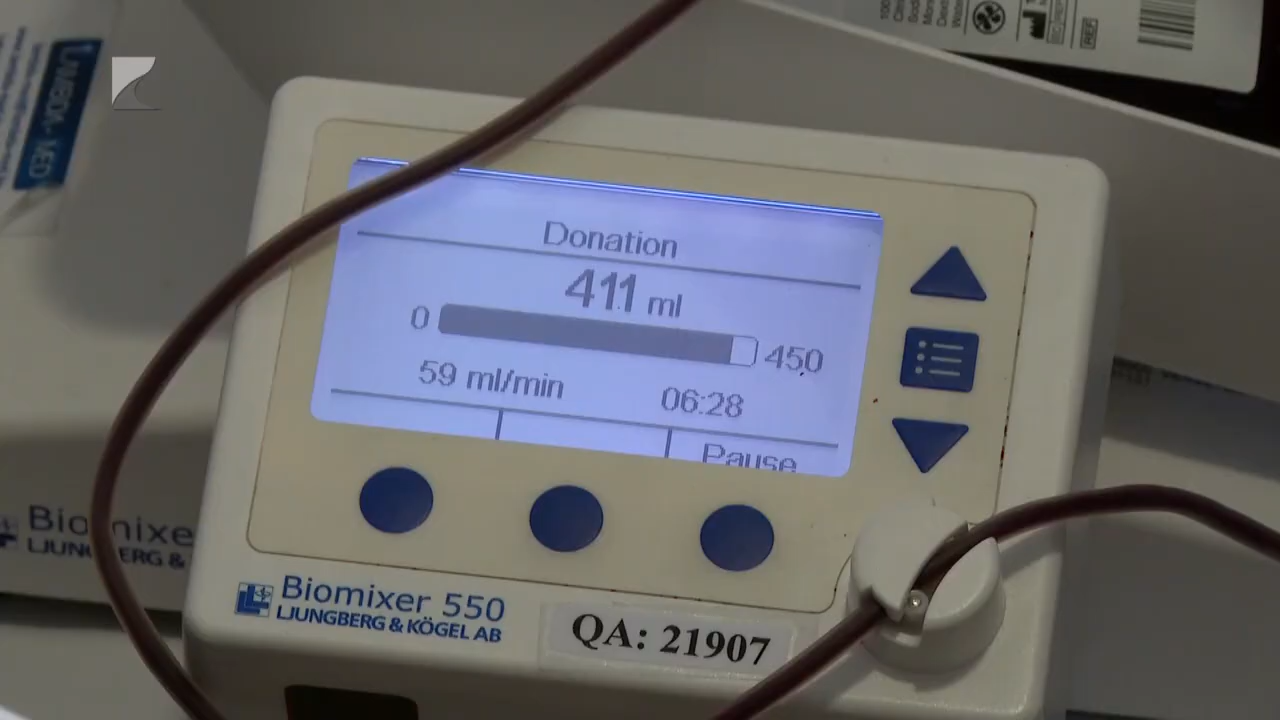 Donation
411 ml
0
450
59 ml/min
06:28
Pause
Biomixer 550
LJUNGBERG & KÖGEL AB
QA: 21907
Biomixer
REF